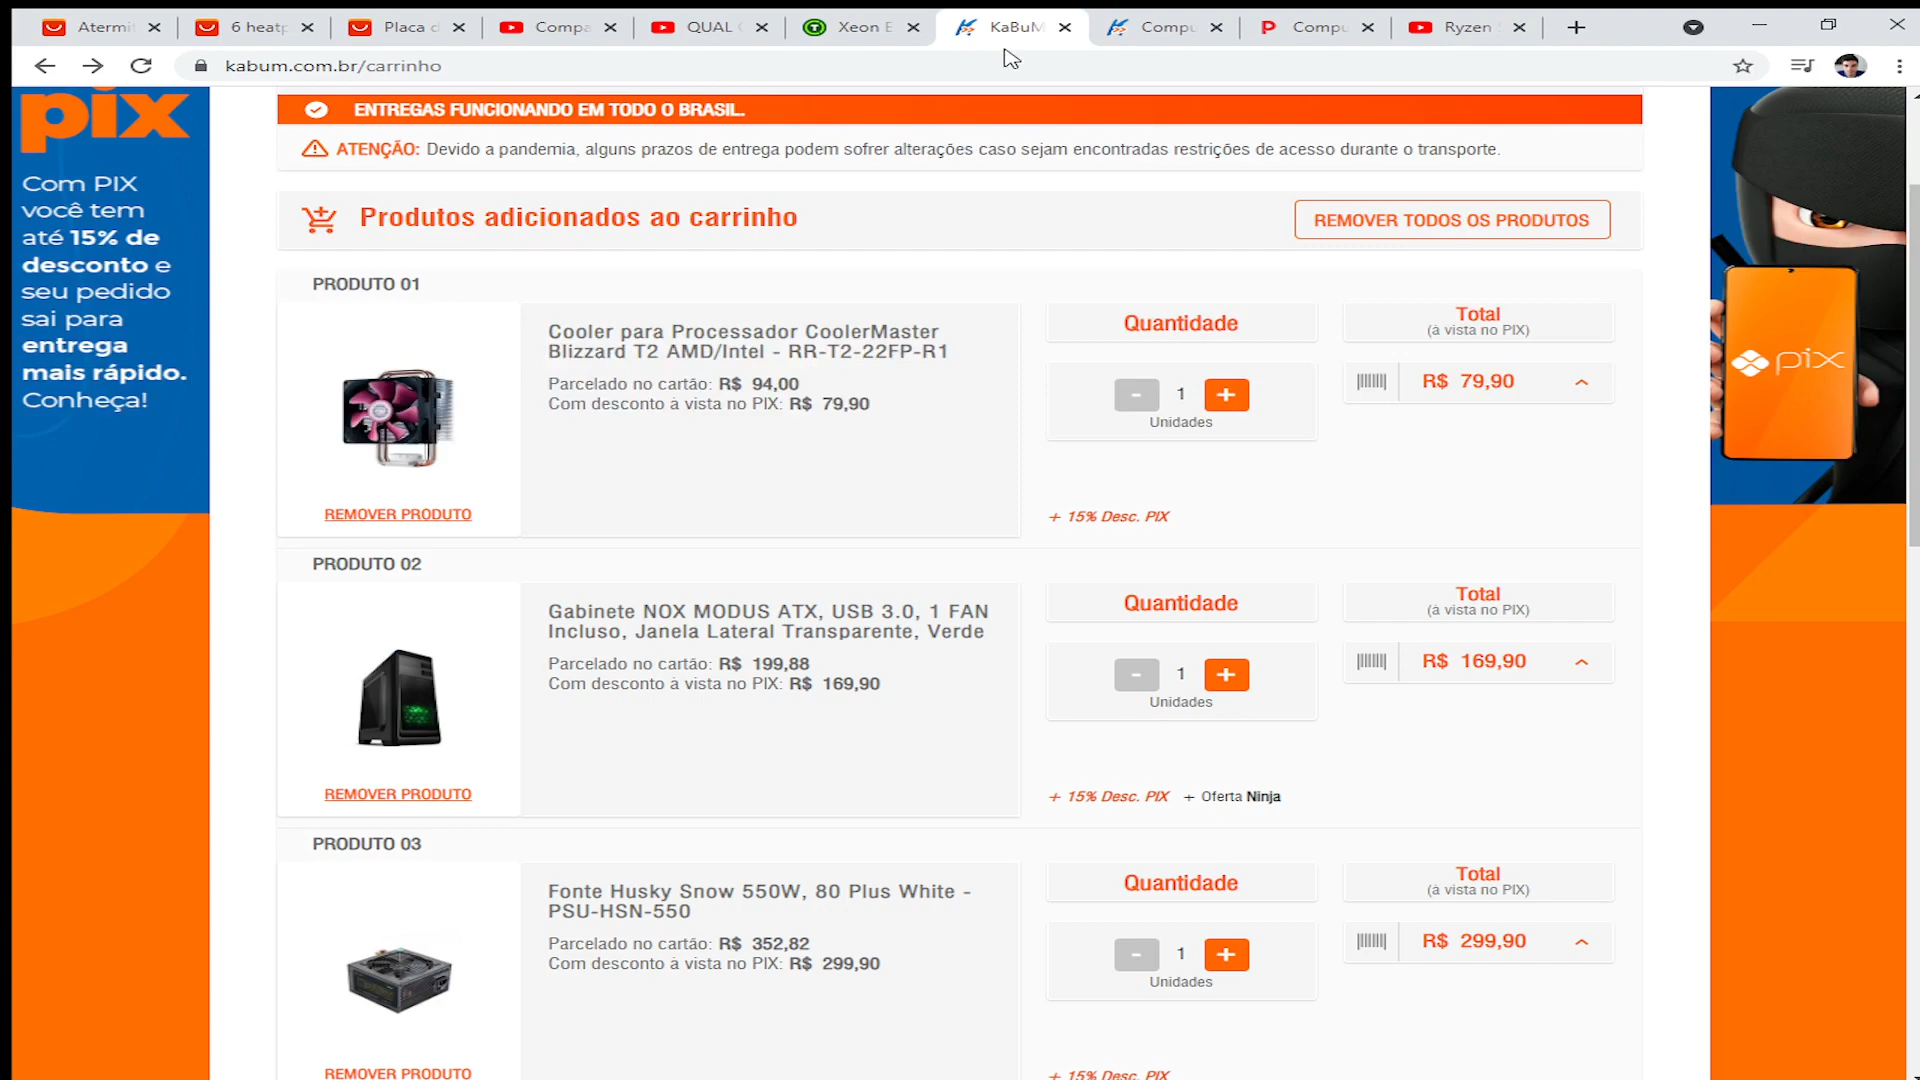 Atermi
6 heatp
Placa d
Compa
QUAL
Xeon E
KaBuM
Compu
Compu
Ryzen
kabum.com.br/carrinho
pix
Com PIX
você tem
até 15% de
desconto e
seu pedido
sai para
entrega
mais rápido.
Conheça!
ENTREGAS FUNCIONANDO EM TODO O BRASIL.
ATENÇÃO: Devido a pandemia, alguns prazos de entrega podem sofrer alterações caso sejam encontradas restrições de acesso durante o transporte.
Produtos adicionados ao carrinho
REMOVER TODOS OS PRODUTOS
PRODUTO 01
Cooler para Processador CoolerMaster
Blizzard T2 AMD/Intel - RR-T2-22FP-R1
Parcelado no cartão: R$ 94,00
Com desconto à vista no PIX: R$ 79,90
REMOVER PRODUTO
Quantidade
- 1 +
Unidades
+ 15% Desc. PIX
Total
(à vista no PIX)
R$ 79,90
PRODUTO 02
Gabinete NOX MODUS ATX, USB 3.0, 1 FAN
Incluso, Janela Lateral Transparente, Verde
Parcelado no cartão: R$ 199,88
Com desconto à vista no PIX: R$ 169,90
REMOVER PRODUTO
Quantidade
- 1 +
Unidades
+ 15% Desc. PIX + Oferta Ninja
Total
(à vista no PIX)
R$ 169,90
PRODUTO 03
Fonte Husky Snow 550W, 80 Plus White -
PSU-HSN-550
Parcelado no cartão: R$ 352,82
Com desconto à vista no PIX: R$ 299,90
REMOVER PRODUTO
Quantidade
- 1 +
Unidades
+ 15% Desc. PIX
Total
(à vista no PIX)
R$ 299,90
pix